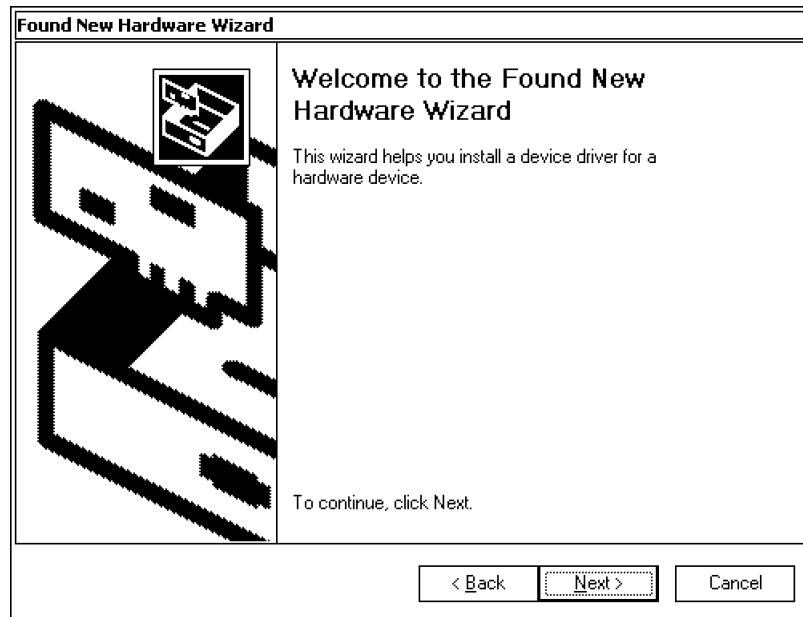 Found New Hardware Wizard
Welcome to the Found New
Hardware Wizard
This wizard helps you install a device driver for a
hardware device.
To continue, click Next.
< Back
Next >
Cancel